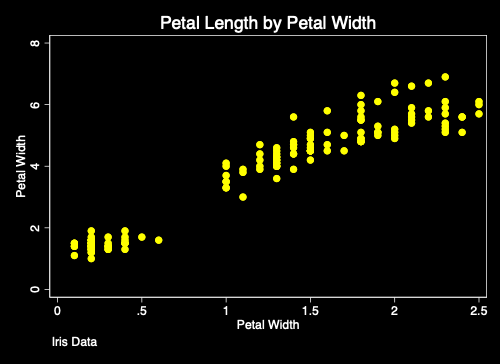 Petal Length by Petal Width
Petal Width
8
6
4
2
0
0 .5 1 1.5 2 2.5
Petal Width
Iris Data